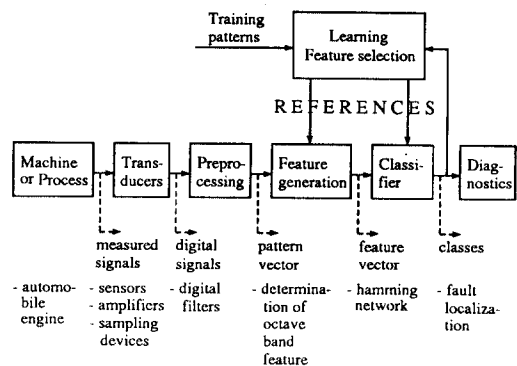 Training
patterns
Learning
Feature selection
REFERENCES
Machine
or Process
Trans-
ducers
Prepro-
cessing
Feature
generation
Classi-
fier
Diag-
nostics
measured
signals
digital
signals
pattern
vector
feature
vector
classes
- automo-
bile
engine
- sensors
- amplifiers
- sampling
devices
- digital
filters
- determina-
tion of
octave
band
feature
- hamming
network
- fault
localiza-
tion